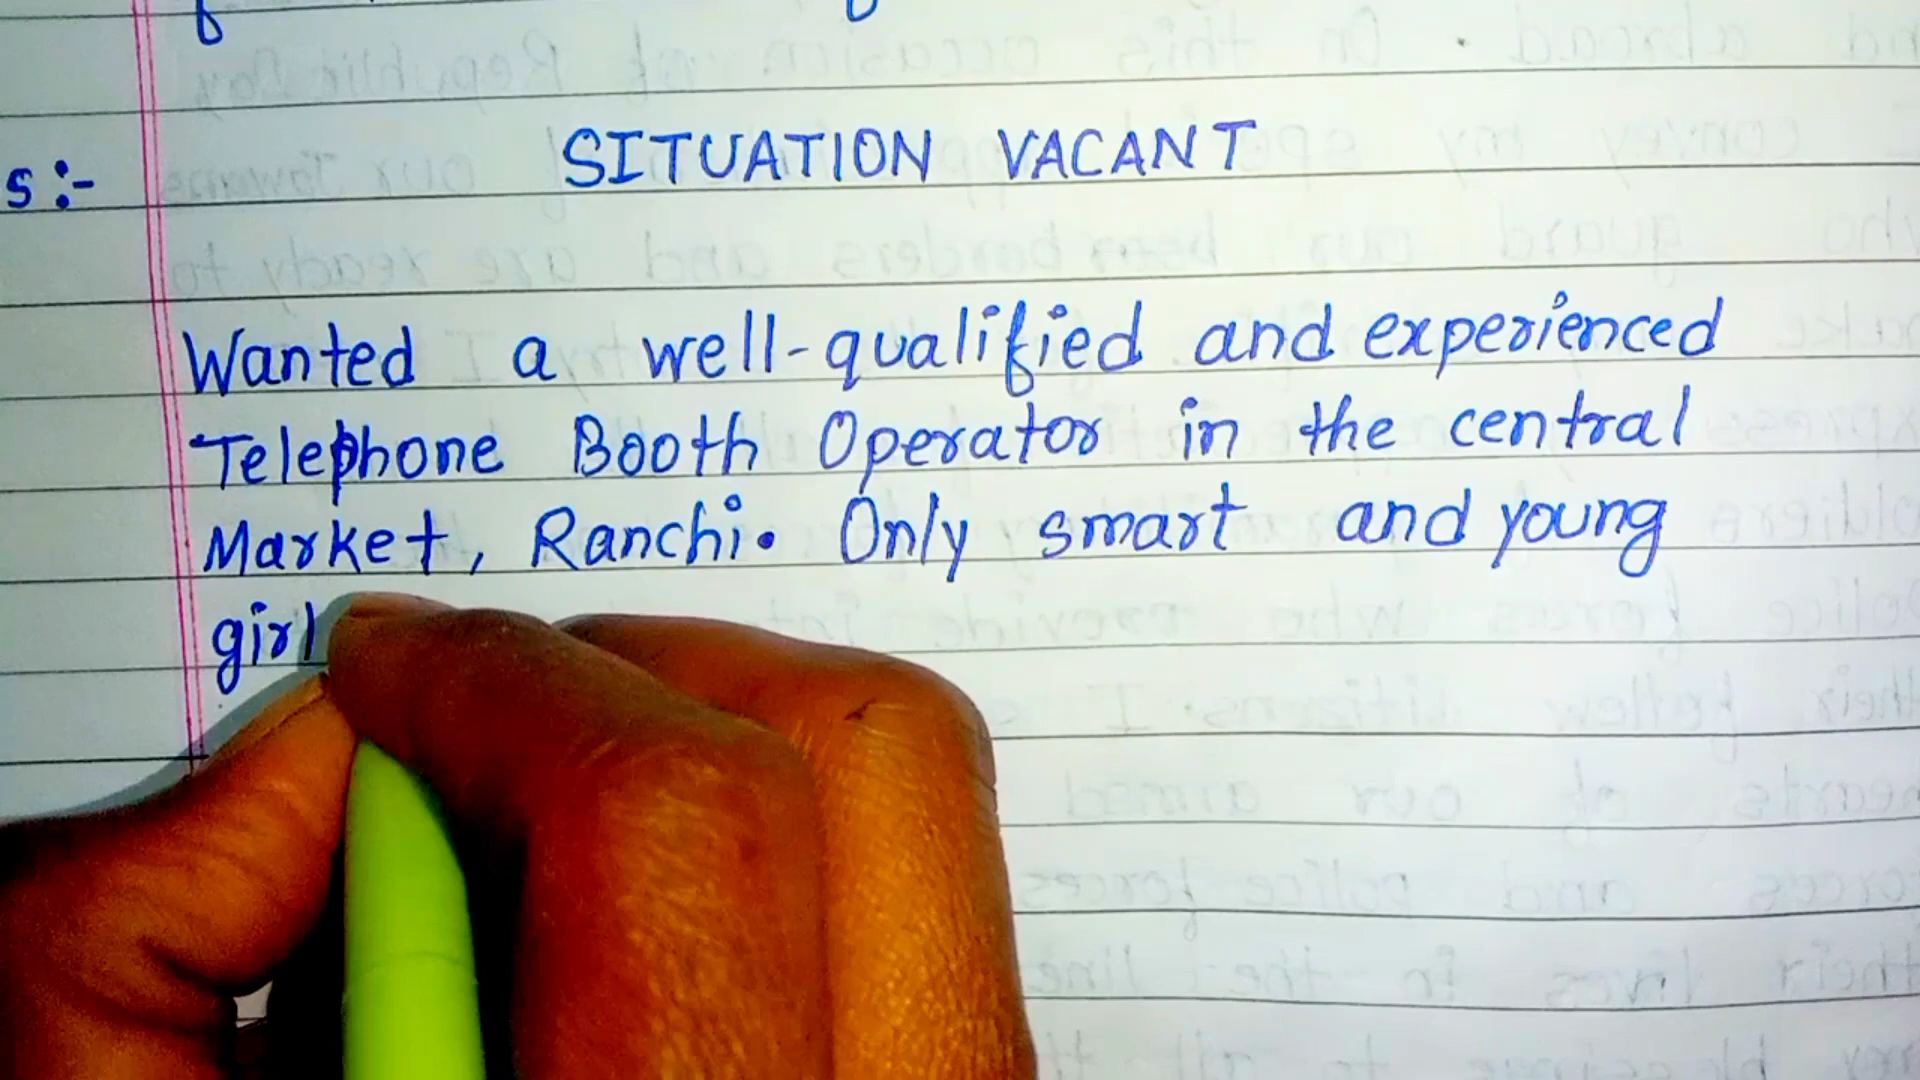 s:-
SITUATION VACANT
Wanted a well-qualified and experienced
Telephone Booth Operator in the central
Market, Ranchi. Only smart and young
girl